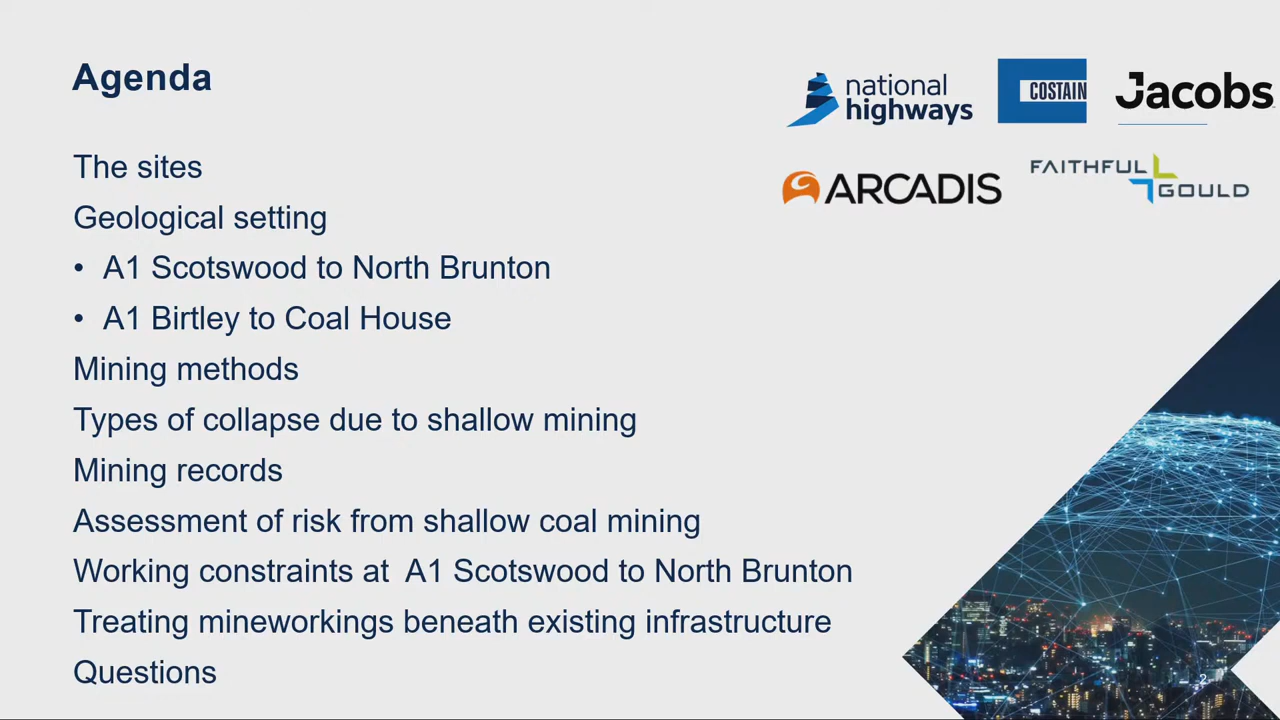 Agenda
national
highways
COSTAIN
Jacobs
ARCADIS
FAITHFUL
GOULD
The sites
Geological setting
• A1 Scotswood to North Brunton
• A1 Birtley to Coal House
Mining methods
Types of collapse due to shallow mining
Mining records
Assessment of risk from shallow coal mining
Working constraints at A1 Scotswood to North Brunton
Treating mineworkings beneath existing infrastructure
Questions
2